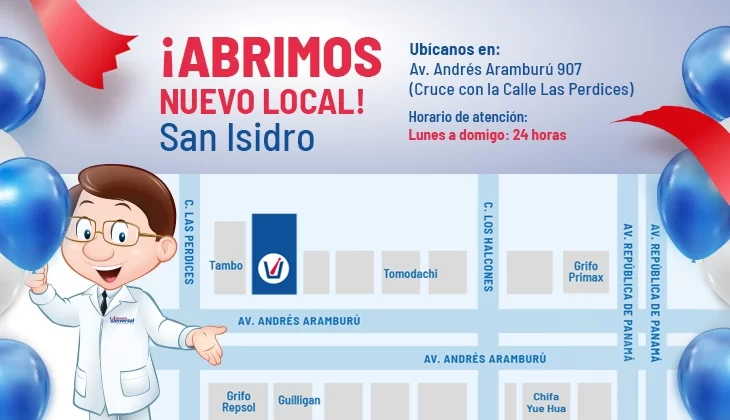 ¡ABRIMOS
NUEVO LOCAL!
San Isidro
Ubícanos en:
Av. Andrés Aramburú 907
(Cruce con la Calle Las Perdices)
Horario de atención:
Lunes a domigo: 24 horas
C. LAS PERDICES
C. LOS HALCONES
AV. REPÚBLICA DE PANAMÁ
AV. REPÚBLICA DE PANAMÁ
Tambo
Tomodachi
Grifo
Primax
AV. ANDRÉS ARAMBURÚ
AV. ANDRÉS ARAMBURÚ
Universal
Grifo
Repsol
Guilligan
Chifa
Yue Hua